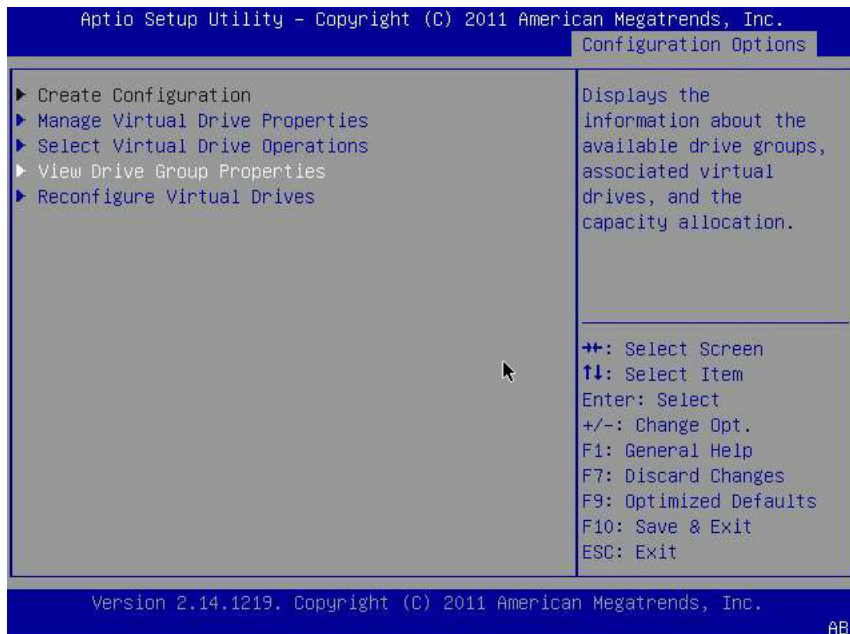 Aptio Setup Utility – Copyright (C) 2011 American Megatrends, Inc.
Configuration Options
▶ Create Configuration
▶ Manage Virtual Drive Properties
▶ Select Virtual Drive Operations
▶ View Drive Group Properties
▶ Reconfigure Virtual Drives
Displays the
information about the
available drive groups,
associated virtual
drives, and the
capacity allocation.
→←: Select Screen
↑↓: Select Item
Enter: Select
+/-: Change Opt.
F1: General Help
F7: Discard Changes
F9: Optimized Defaults
F10: Save & Exit
ESC: Exit
Version 2.14.1219. Copyright (C) 2011 American Megatrends, Inc.
AB